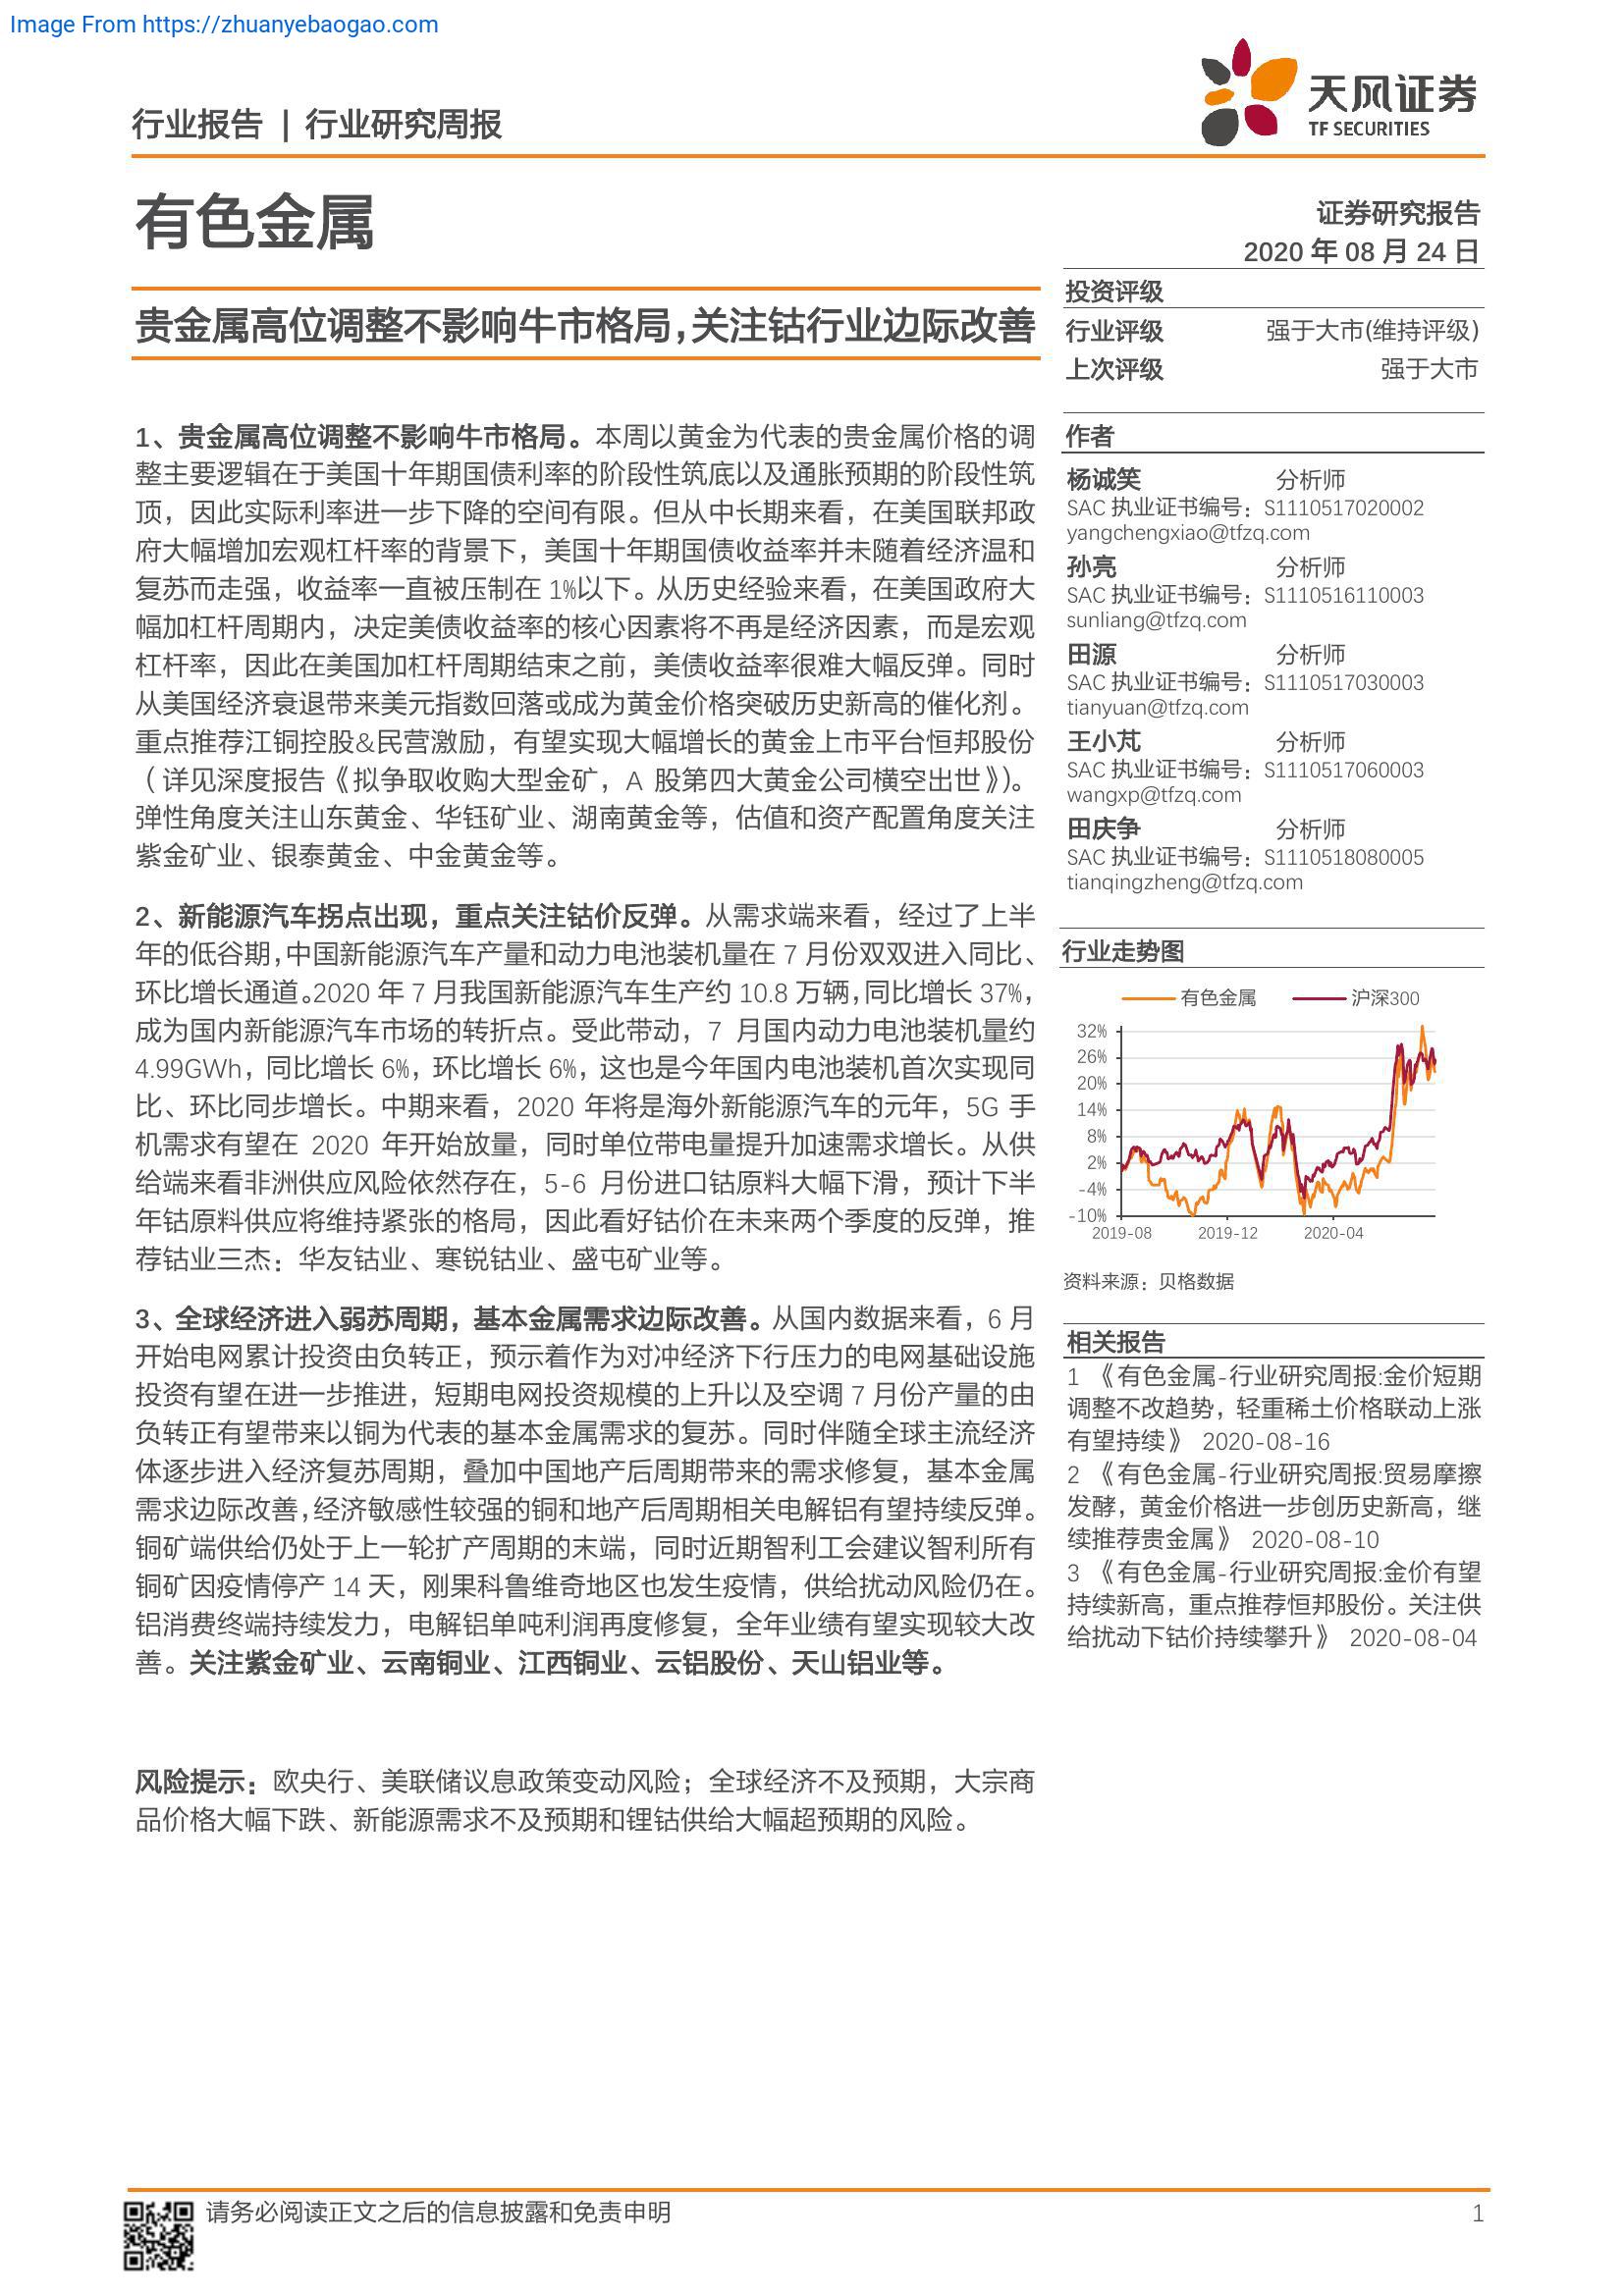 Image From https://zhuanyebaogao.com
行业报告 | 行业研究周报
天风证券
TF SECURITIES
有色金属
证券研究报告
2020 年 08 月 24 日
贵金属高位调整不影响牛市格局,关注钴行业边际改善
投资评级
行业评级 强于大市(维持评级)
上次评级 强于大市
1、贵金属高位调整不影响牛市格局。本周以黄金为代表的贵金属价格的调
整主要逻辑在于美国十年期国债利率的阶段性筑底以及通胀预期的阶段性筑
顶，因此实际利率进一步下降的空间有限。但从中长期来看，在美国联邦政
府大幅增加宏观杠杆率的背景下，美国十年期国债收益率并未随着经济温和
复苏而走强，收益率一直被压制在 1%以下。从历史经验来看，在美国政府大
幅加杠杆周期内，决定美债收益率的核心因素将不再是经济因素，而是宏观
杠杆率，因此在美国加杠杆周期结束之前，美债收益率很难大幅反弹。同时
从美国经济衰退带来美元指数回落或成为黄金价格突破历史新高的催化剂。
重点推荐江铜控股&民营激励，有望实现大幅增长的黄金上市平台恒邦股份
（详见深度报告《拟争取收购大型金矿，A 股第四大黄金公司横空出世》)。
弹性角度关注山东黄金、华钰矿业、湖南黄金等，估值和资产配置角度关注
紫金矿业、银泰黄金、中金黄金等。
2、新能源汽车拐点出现，重点关注钴价反弹。从需求端来看，经过了上半
年的低谷期,中国新能源汽车产量和动力电池装机量在 7 月份双双进入同比、
环比增长通道。2020 年 7 月我国新能源汽车生产约 10.8 万辆,同比增长 37%,
成为国内新能源汽车市场的转折点。受此带动，7 月国内动力电池装机量约
4.99GWh，同比增长 6%，环比增长 6%，这也是今年国内电池装机首次实现同
比、环比同步增长。中期来看，2020 年将是海外新能源汽车的元年，5G 手
机需求有望在 2020 年开始放量，同时单位带电量提升加速需求增长。从供
给端来看非洲供应风险依然存在，5-6 月份进口钴原料大幅下滑，预计下半
年钴原料供应将维持紧张的格局，因此看好钴价在未来两个季度的反弹，推
荐钴业三杰：华友钴业、寒锐钴业、盛屯矿业等。
3、全球经济进入弱苏周期，基本金属需求边际改善。从国内数据来看，6 月
开始电网累计投资由负转正，预示着作为对冲经济下行压力的电网基础设施
投资有望在进一步推进，短期电网投资规模的上升以及空调 7 月份产量的由
负转正有望带来以铜为代表的基本金属需求的复苏。同时伴随全球主流经济
体逐步进入经济复苏周期，叠加中国地产后周期带来的需求修复，基本金属
需求边际改善,经济敏感性较强的铜和地产后周期相关电解铝有望持续反弹。
铜矿端供给仍处于上一轮扩产周期的末端，同时近期智利工会建议智利所有
铜矿因疫情停产 14 天，刚果科鲁维奇地区也发生疫情，供给扰动风险仍在。
铝消费终端持续发力，电解铝单吨利润再度修复，全年业绩有望实现较大改
善。关注紫金矿业、云南铜业、江西铜业、云铝股份、天山铝业等。
风险提示：欧央行、美联储议息政策变动风险；全球经济不及预期，大宗商
品价格大幅下跌、新能源需求不及预期和锂钴供给大幅超预期的风险。
作者
杨诚笑 分析师
SAC 执业证书编号：S1110517020002
yangchengxiao@tfzq.com
孙亮 分析师
SAC 执业证书编号：S1110516110003
sunliang@tfzq.com
田源 分析师
SAC 执业证书编号：S1110517030003
tianyuan@tfzq.com
王小芃 分析师
SAC 执业证书编号：S1110517060003
wangxp@tfzq.com
田庆争 分析师
SAC 执业证书编号：S1110518080005
tianqingzheng@tfzq.com
行业走势图
有色金属 沪深300
32%
26%
20%
14%
8%
2%
-4%
-10%
2019-08 2019-12 2020-04
资料来源：贝格数据
相关报告
1 《有色金属-行业研究周报:金价短期
调整不改趋势，轻重稀土价格联动上涨
有望持续》 2020-08-16
2 《有色金属-行业研究周报:贸易摩擦
发酵，黄金价格进一步创历史新高，继
续推荐贵金属》 2020-08-10
3 《有色金属-行业研究周报:金价有望
持续新高，重点推荐恒邦股份。关注供
给扰动下钴价持续攀升》 2020-08-04
请务必阅读正文之后的信息披露和免责申明 1